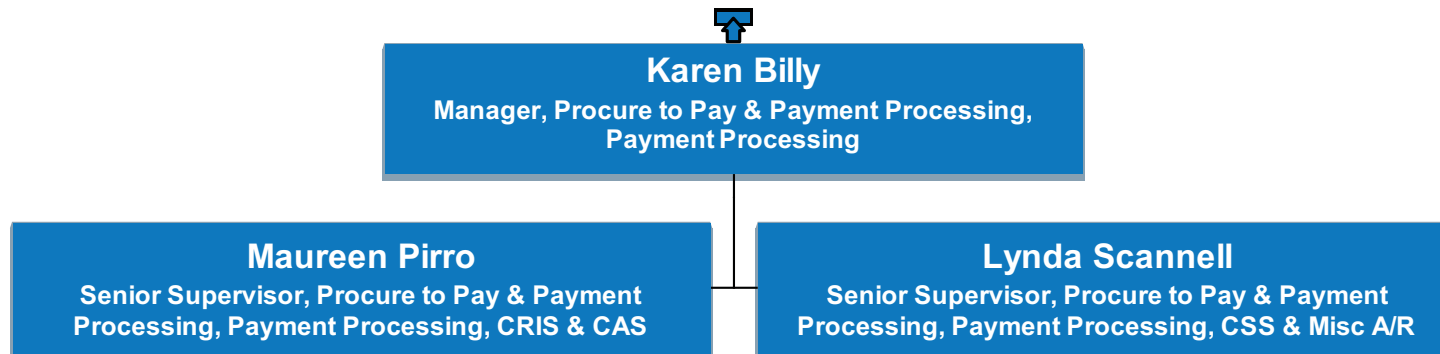 Karen Billy
Manager, Procure to Pay & Payment Processing,
Payment Processing
Maureen Pirro
Senior Supervisor, Procure to Pay & Payment
Processing, Payment Processing, CRIS & CAS
Lynda Scannell
Senior Supervisor, Procure to Pay & Payment
Processing, Payment Processing, CSS & Misc A/R